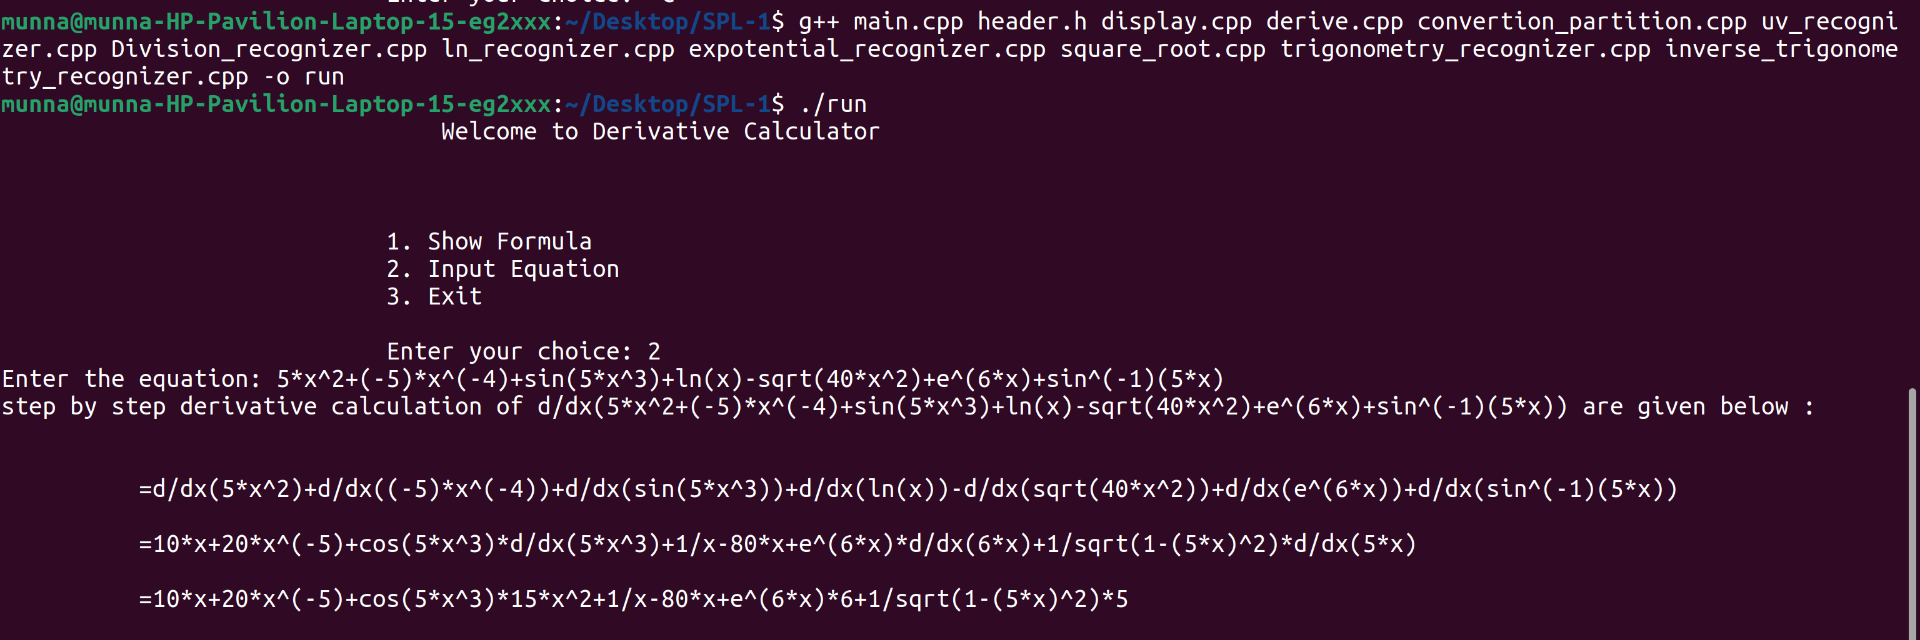 Enter your choice:
munna@munna-HP-Pavilion-Laptop-15-eg2xxx:~/Desktop/SPL-1$ g++ main.cpp header.h display.cpp derive.cpp convertion_partition.cpp uv_recogni
zer.cpp Division_recognizer.cpp ln_recognizer.cpp expotential_recognizer.cpp square_root.cpp trigonometry_recognizer.cpp inverse_trigonome
try_recognizer.cpp -o run
munna@munna-HP-Pavilion-Laptop-15-eg2xxx:~/Desktop/SPL-1$ ./run
Welcome to Derivative Calculator
1. Show Formula
2. Input Equation
3. Exit
Enter your choice: 2
Enter the equation: 5*x^2+(-5)*x^(-4)+sin(5*x^3)+ln(x)-sqrt(40*x^2)+e^(6*x)+sin^(-1)(5*x)
step by step derivative calculation of d/dx(5*x^2+(-5)*x^(-4)+sin(5*x^3)+ln(x)-sqrt(40*x^2)+e^(6*x)+sin^(-1)(5*x)) are given below :
=d/dx(5*x^2)+d/dx((-5)*x^(-4))+d/dx(sin(5*x^3))+d/dx(ln(x))-d/dx(sqrt(40*x^2))+d/dx(e^(6*x))+d/dx(sin^(-1)(5*x))
=10*x+20*x^(-5)+cos(5*x^3)*d/dx(5*x^3)+1/x-80*x+e^(6*x)*d/dx(6*x)+1/sqrt(1-(5*x)^2)*d/dx(5*x)
=10*x+20*x^(-5)+cos(5*x^3)*15*x^2+1/x-80*x+e^(6*x)*6+1/sqrt(1-(5*x)^2)*5